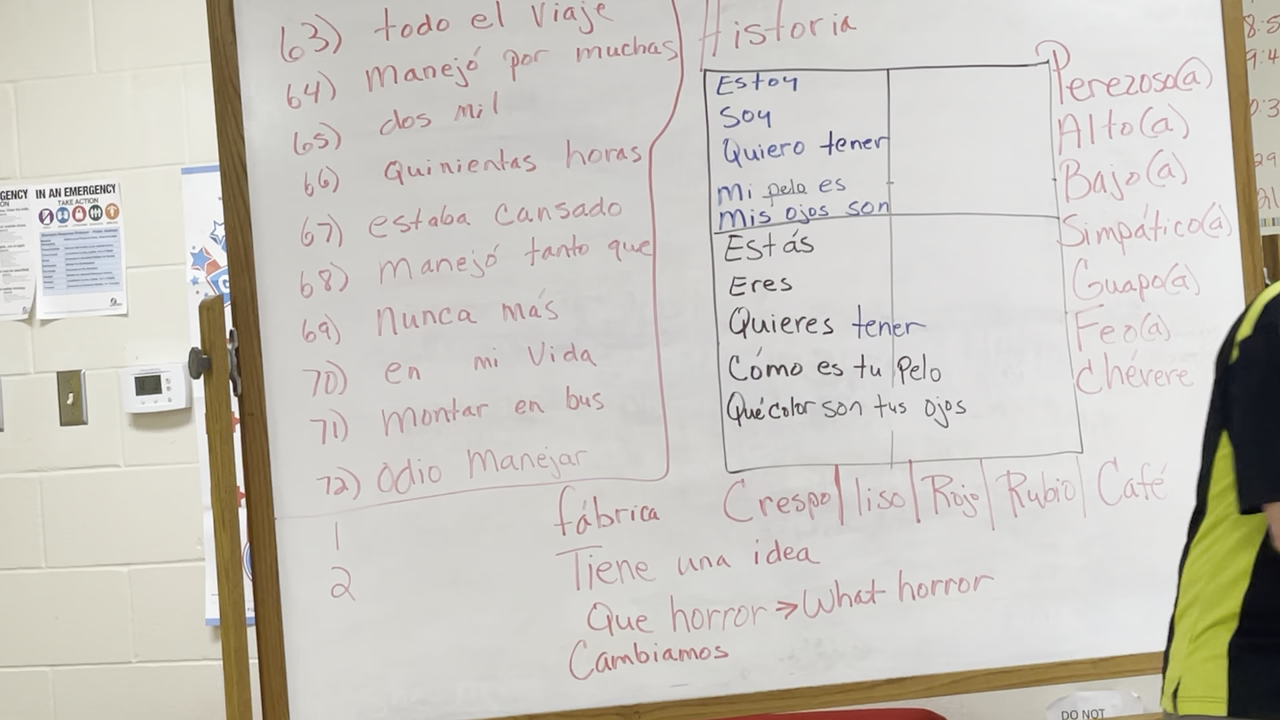 63) todo el viaje
64) Manejó por muchas
65) dos mil
66) Quinientas horas
67) estaba Cansado
68) Manejó tanto que
69) nunca más
70) en mi Vida
71) montar en bus
72) Odio Manejar
1
2
Historia
Estoy
Soy
Quiero tener
Mi pelo es
Mis ojos son
Estás
Eres
Quieres tener
Cómo es tu Pelo
Qué color son tus ojos
Perezoso(a)
Alto(a)
Bajo(a)
Simpático(a)
Guapo(a)
Feo(a)
Chévere
Crespo | liso | Rojo | Rubio | Café
fábrica
Tiene una idea
Que horror → What horror
Cambiamos
IN AN EMERGENCY
TAKE ACTION
DO NOT